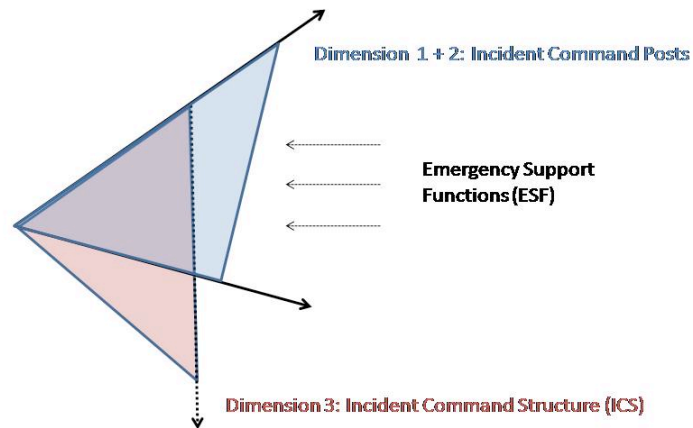 Dimension 1 + 2: Incident Command Posts
Emergency Support
Functions (ESF)
Dimension 3: Incident Command Structure (ICS)